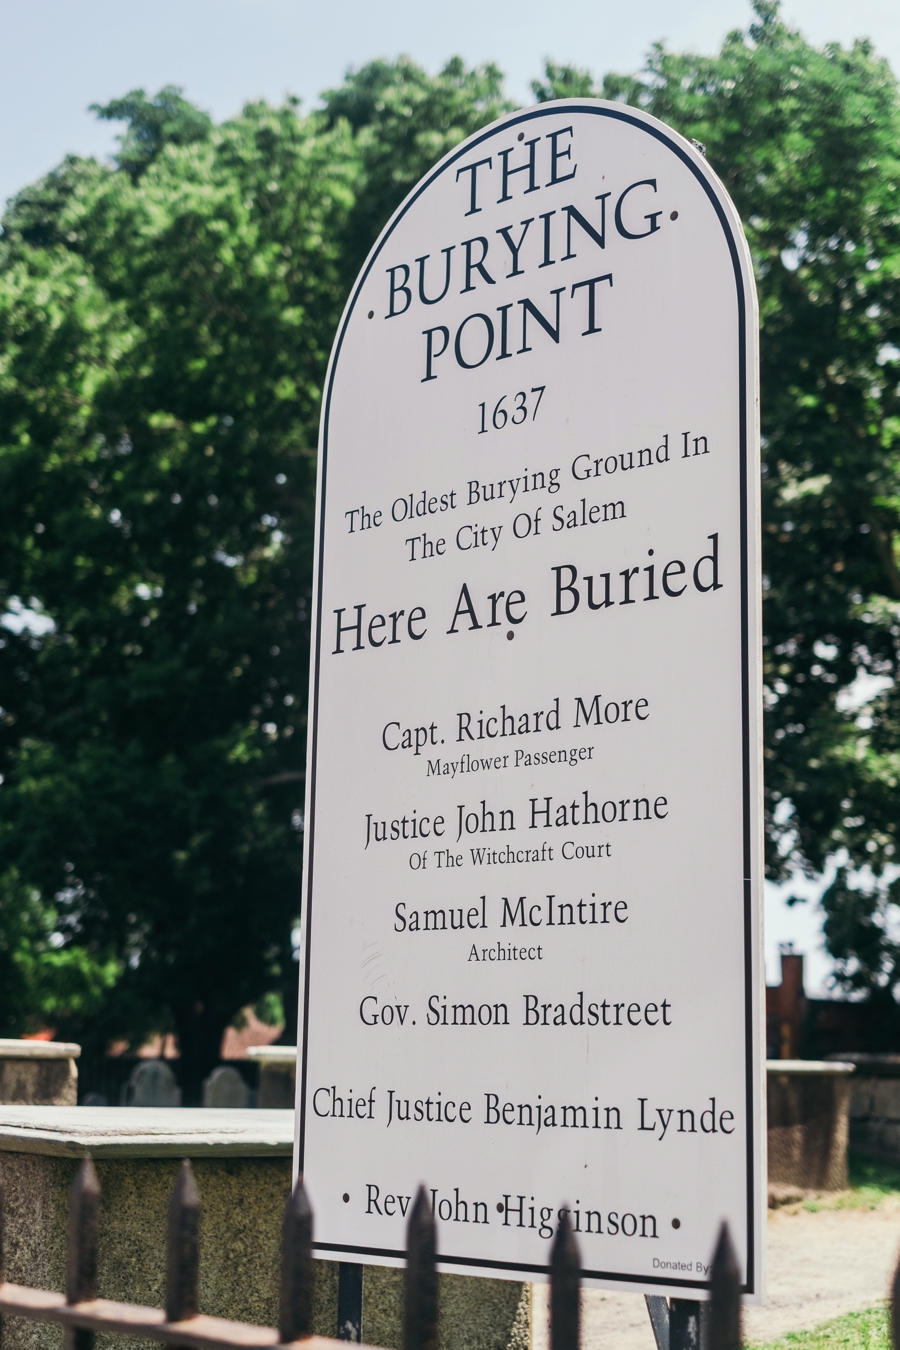 THE
BURYING
POINT
1637
The Oldest Burying Ground In
The City Of Salem
Here Are Buried
Capt. Richard More
Mayflower Passenger
Justice John Hathorne
Of The Witchcraft Court
Samuel McIntire
Architect
Gov. Simon Bradstreet
Chief Justice Benjamin Lynde
Rev. John Higginson
Donated By